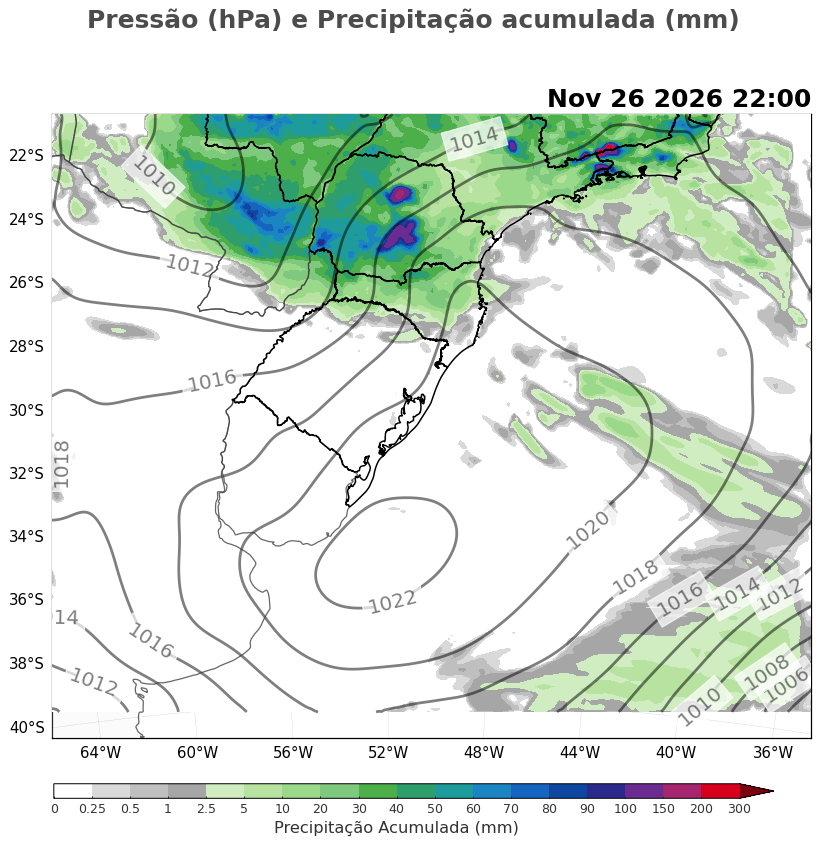 Pressão (hPa) e Precipitação acumulada (mm)
Nov 26 2026 22:00
22°S
24°S
26°S
28°S
30°S
32°S
34°S
36°S
38°S
40°S
1014
1010
1012
1016
1018
1020
1022
1018
1016
1014
1012
14
1016
1012
1008
1006
1010
64°W 60°W 56°W 52°W 48°W 44°W 40°W 36°W
0 0.25 0.5 1 2.5 5 10 20 30 40 50 60 70 80 90 100 150 200 300
Precipitação Acumulada (mm)